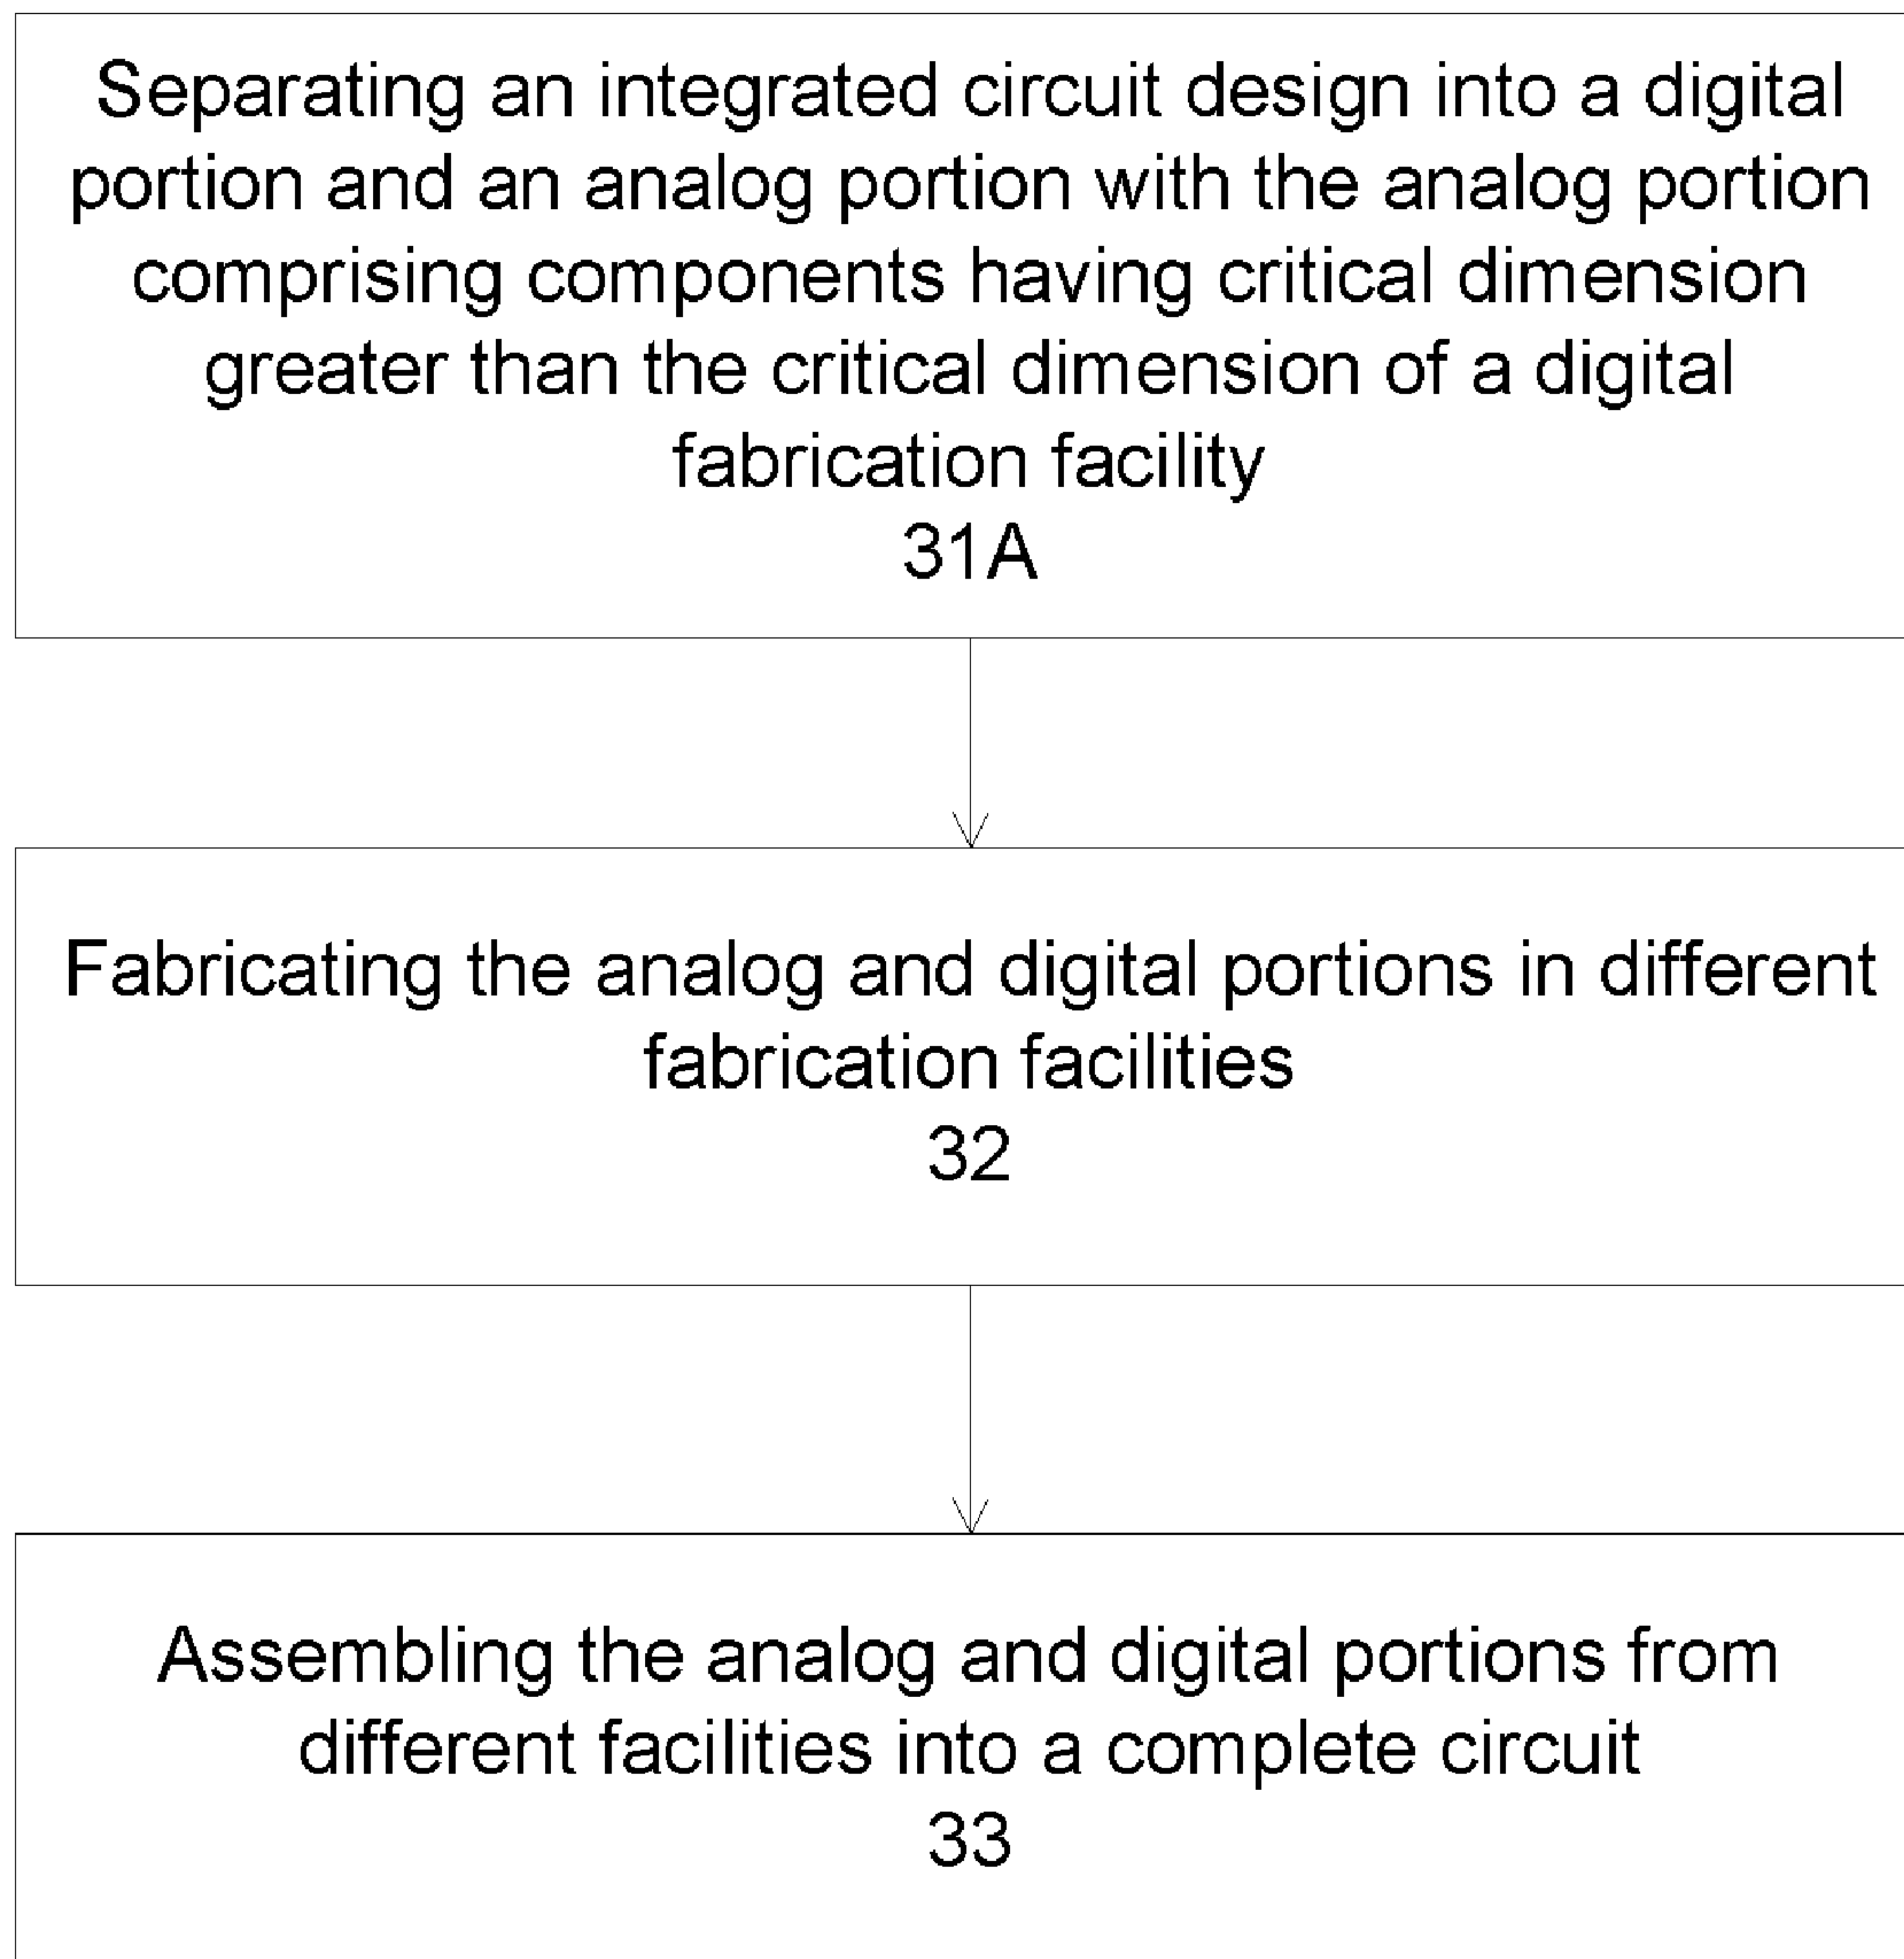 Separating an integrated circuit design into a digital
portion and an analog portion with the analog portion
comprising components having critical dimension
greater than the critical dimension of a digital
fabrication facility
31A
Fabricating the analog and digital portions in different
fabrication facilities
32
Assembling the analog and digital portions from
different facilities into a complete circuit
33